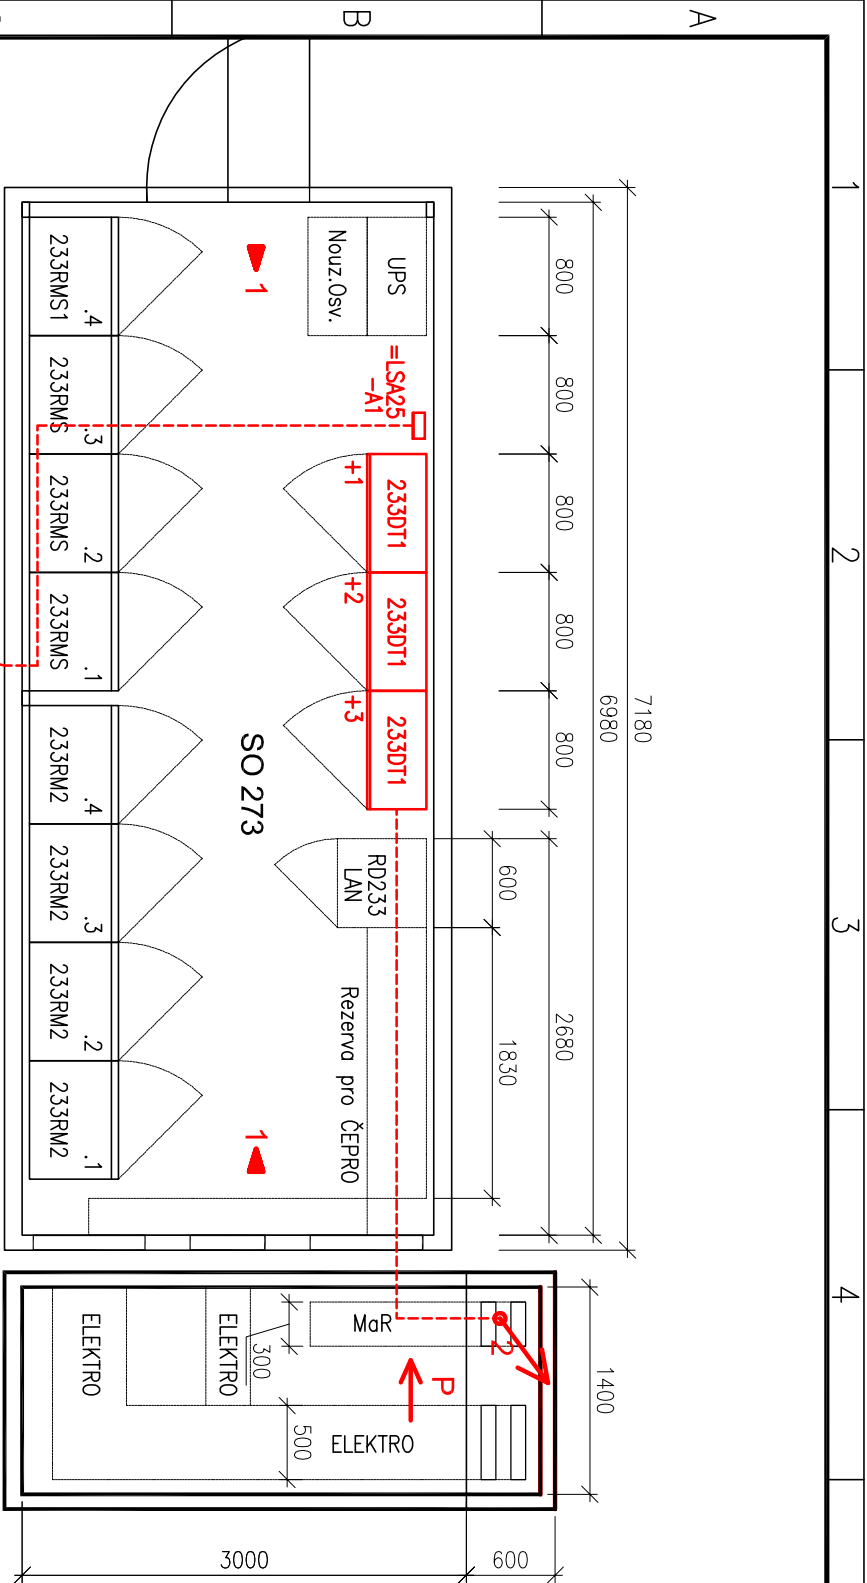 B
A
1
2
3
4
7180
6980
800
800
800
800
800
2680
600
1830
UPS
Nouz.Osv.
=LSA25
-A1
1
233DT1
+1
233DT1
+2
233DT1
+3
RD233
LAN
Rezerva pro ČEPRO
SO 273
1
.4
233RMS1
.3
233RMS
.2
233RMS
.1
233RMS
.4
233RM2
.3
233RM2
.2
233RM2
.1
233RM2
MaR
2
P
ELEKTRO
ELEKTRO
ELEKTRO
300
500
1400
3000
600